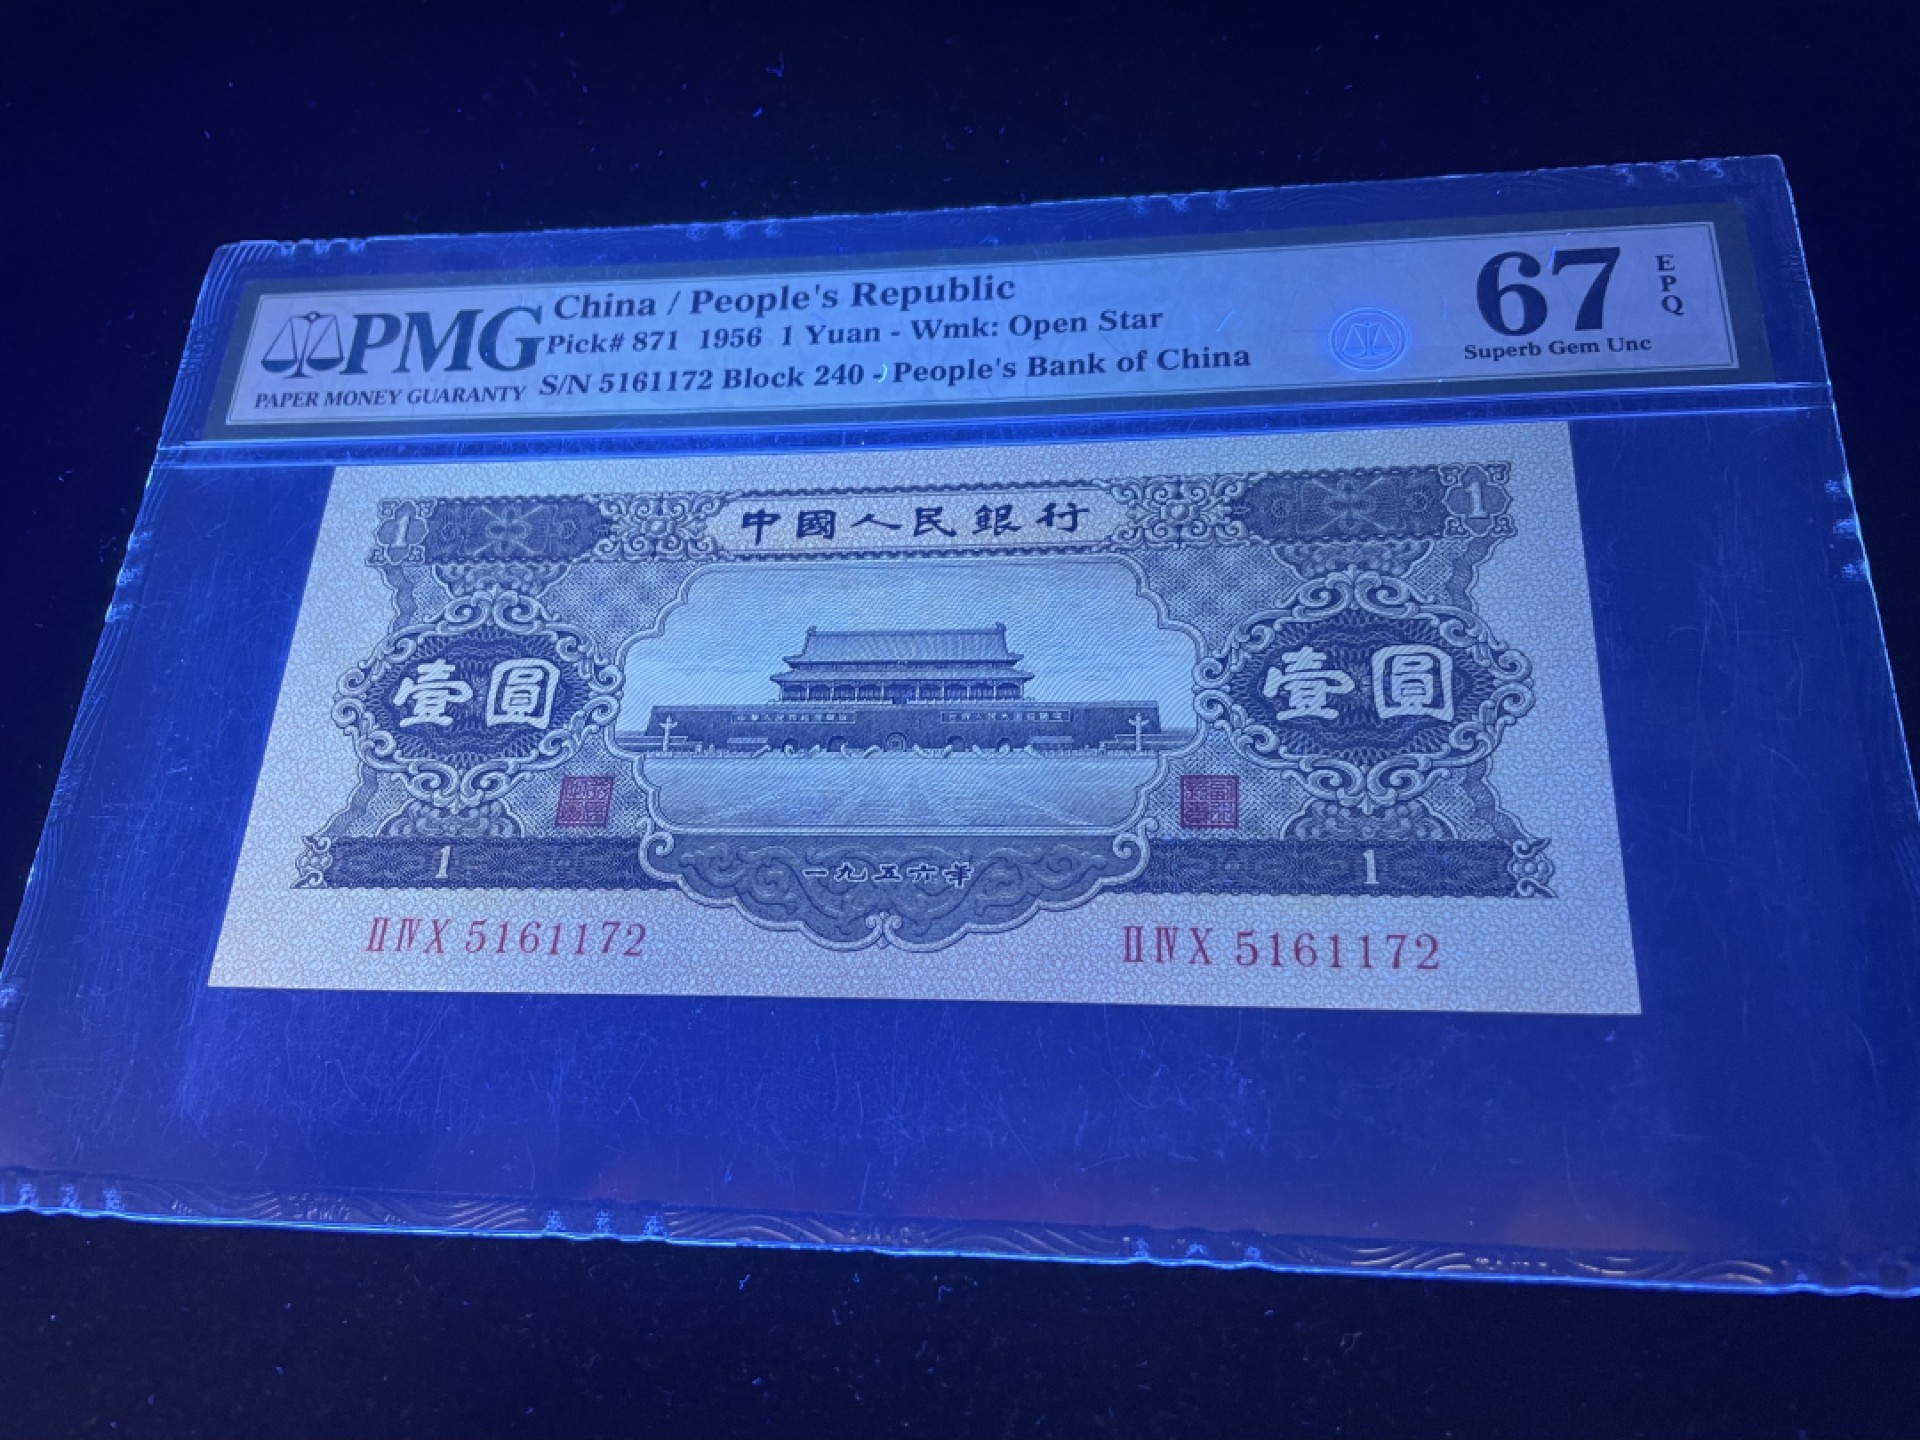 PMG
PAPER MONEY GUARANTY
China / People's Republic
Pick# 871 1956 1 Yuan - Wmk: Open Star
S/N 5161172 Block 240 - People's Bank of China
67
EPQ
Superb Gem Unc
1
中國人民銀行
1
壹圓
壹圓
1
一九五六年
1
ⅡⅣⅩ 5161172
ⅡⅣⅩ 5161172